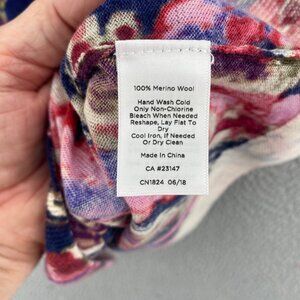 100% Merino Wool
Hand Wash Cold
Only Non-Chlorine
Bleach When Needed
Reshape, Lay Flat To
Dry
Cool Iron, If Needed
Or Dry Clean
Made In China
CA #23147
CN1824 06/18